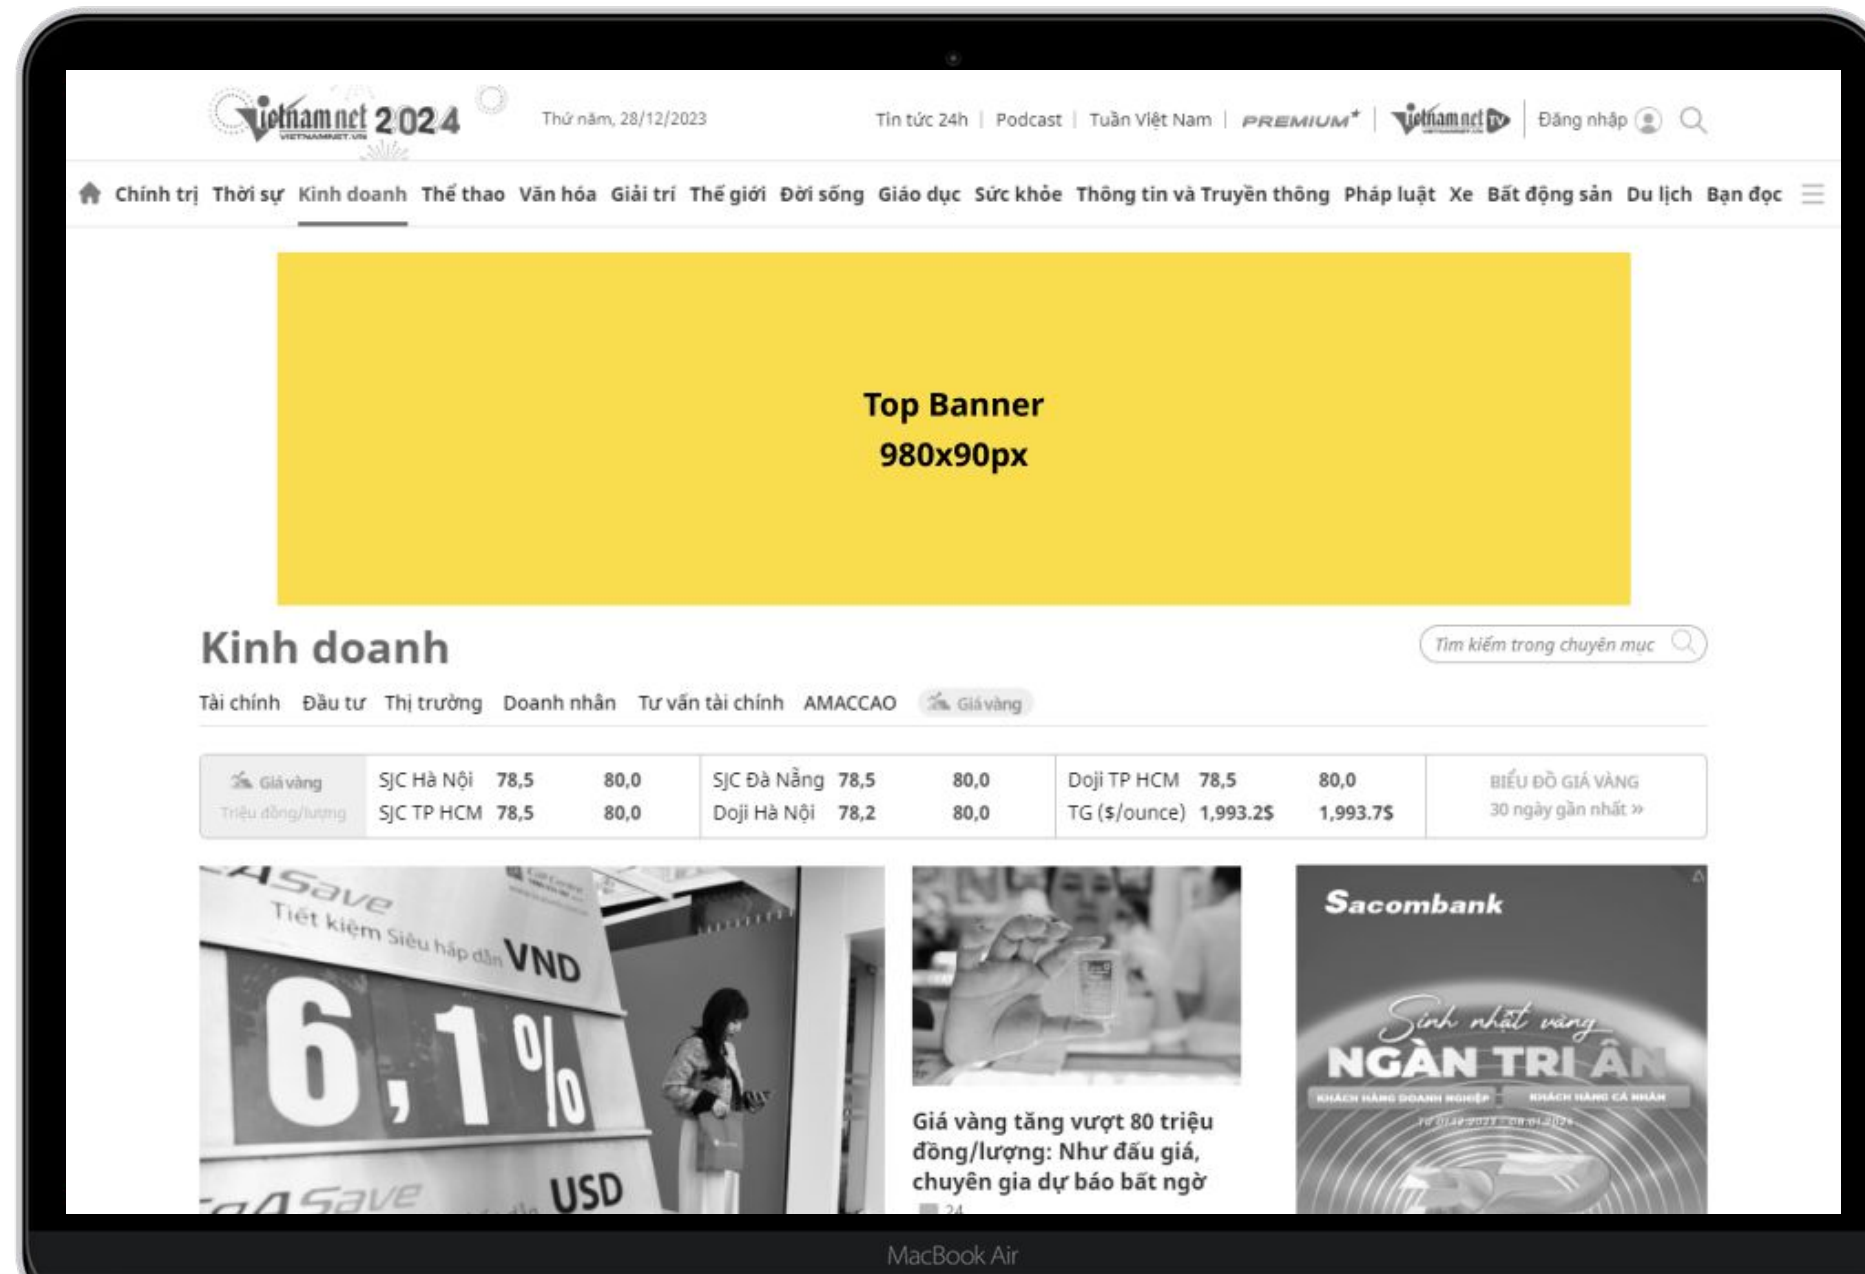 Vietnamnet 2024
VIETNAMNET.VN
Thứ năm, 28/12/2023
Tin tức 24h | Podcast | Tuần Việt Nam | PREMIUM | Vietnamnet TV | Đăng nhập
Chính trị Thời sự Kinh doanh Thể thao Văn hóa Giải trí Thế giới Đời sống Giáo dục Sức khỏe Thông tin và Truyền thông Pháp luật Xe Bất động sản Du lịch Bạn đọc
Top Banner
980x90px
Kinh doanh
Tìm kiếm trong chuyên mục
Tài chính Đầu tư Thị trường Doanh nhân Tư vấn tài chính AMACCAO Giá vàng
Giá vàng SJC Hà Nội 78,5 80,0 SJC Đà Nẵng 78,5 80,0 Doji TP HCM 78,5 80,0 BIỂU ĐỒ GIÁ VÀNG
Triệu đồng/lượng SJC TP HCM 78,5 80,0 Doji Hà Nội 78,2 80,0 TG ($/ounce) 1,993.2$ 1,993.7$ 30 ngày gần nhất »
ASave
Tiết kiệm Siêu hấp dẫn VND
6,1%
ASave
USD
Giá vàng tăng vượt 80 triệu
đồng/lượng: Như đấu giá,
chuyên gia dự báo bất ngờ
24
Sacombank
Sinh nhật vàng
NGÀN TRI ÂN
KHÁCH HÀNG DOANH NGHIỆP KHÁCH HÀNG CÁ NHÂN
MacBook Air